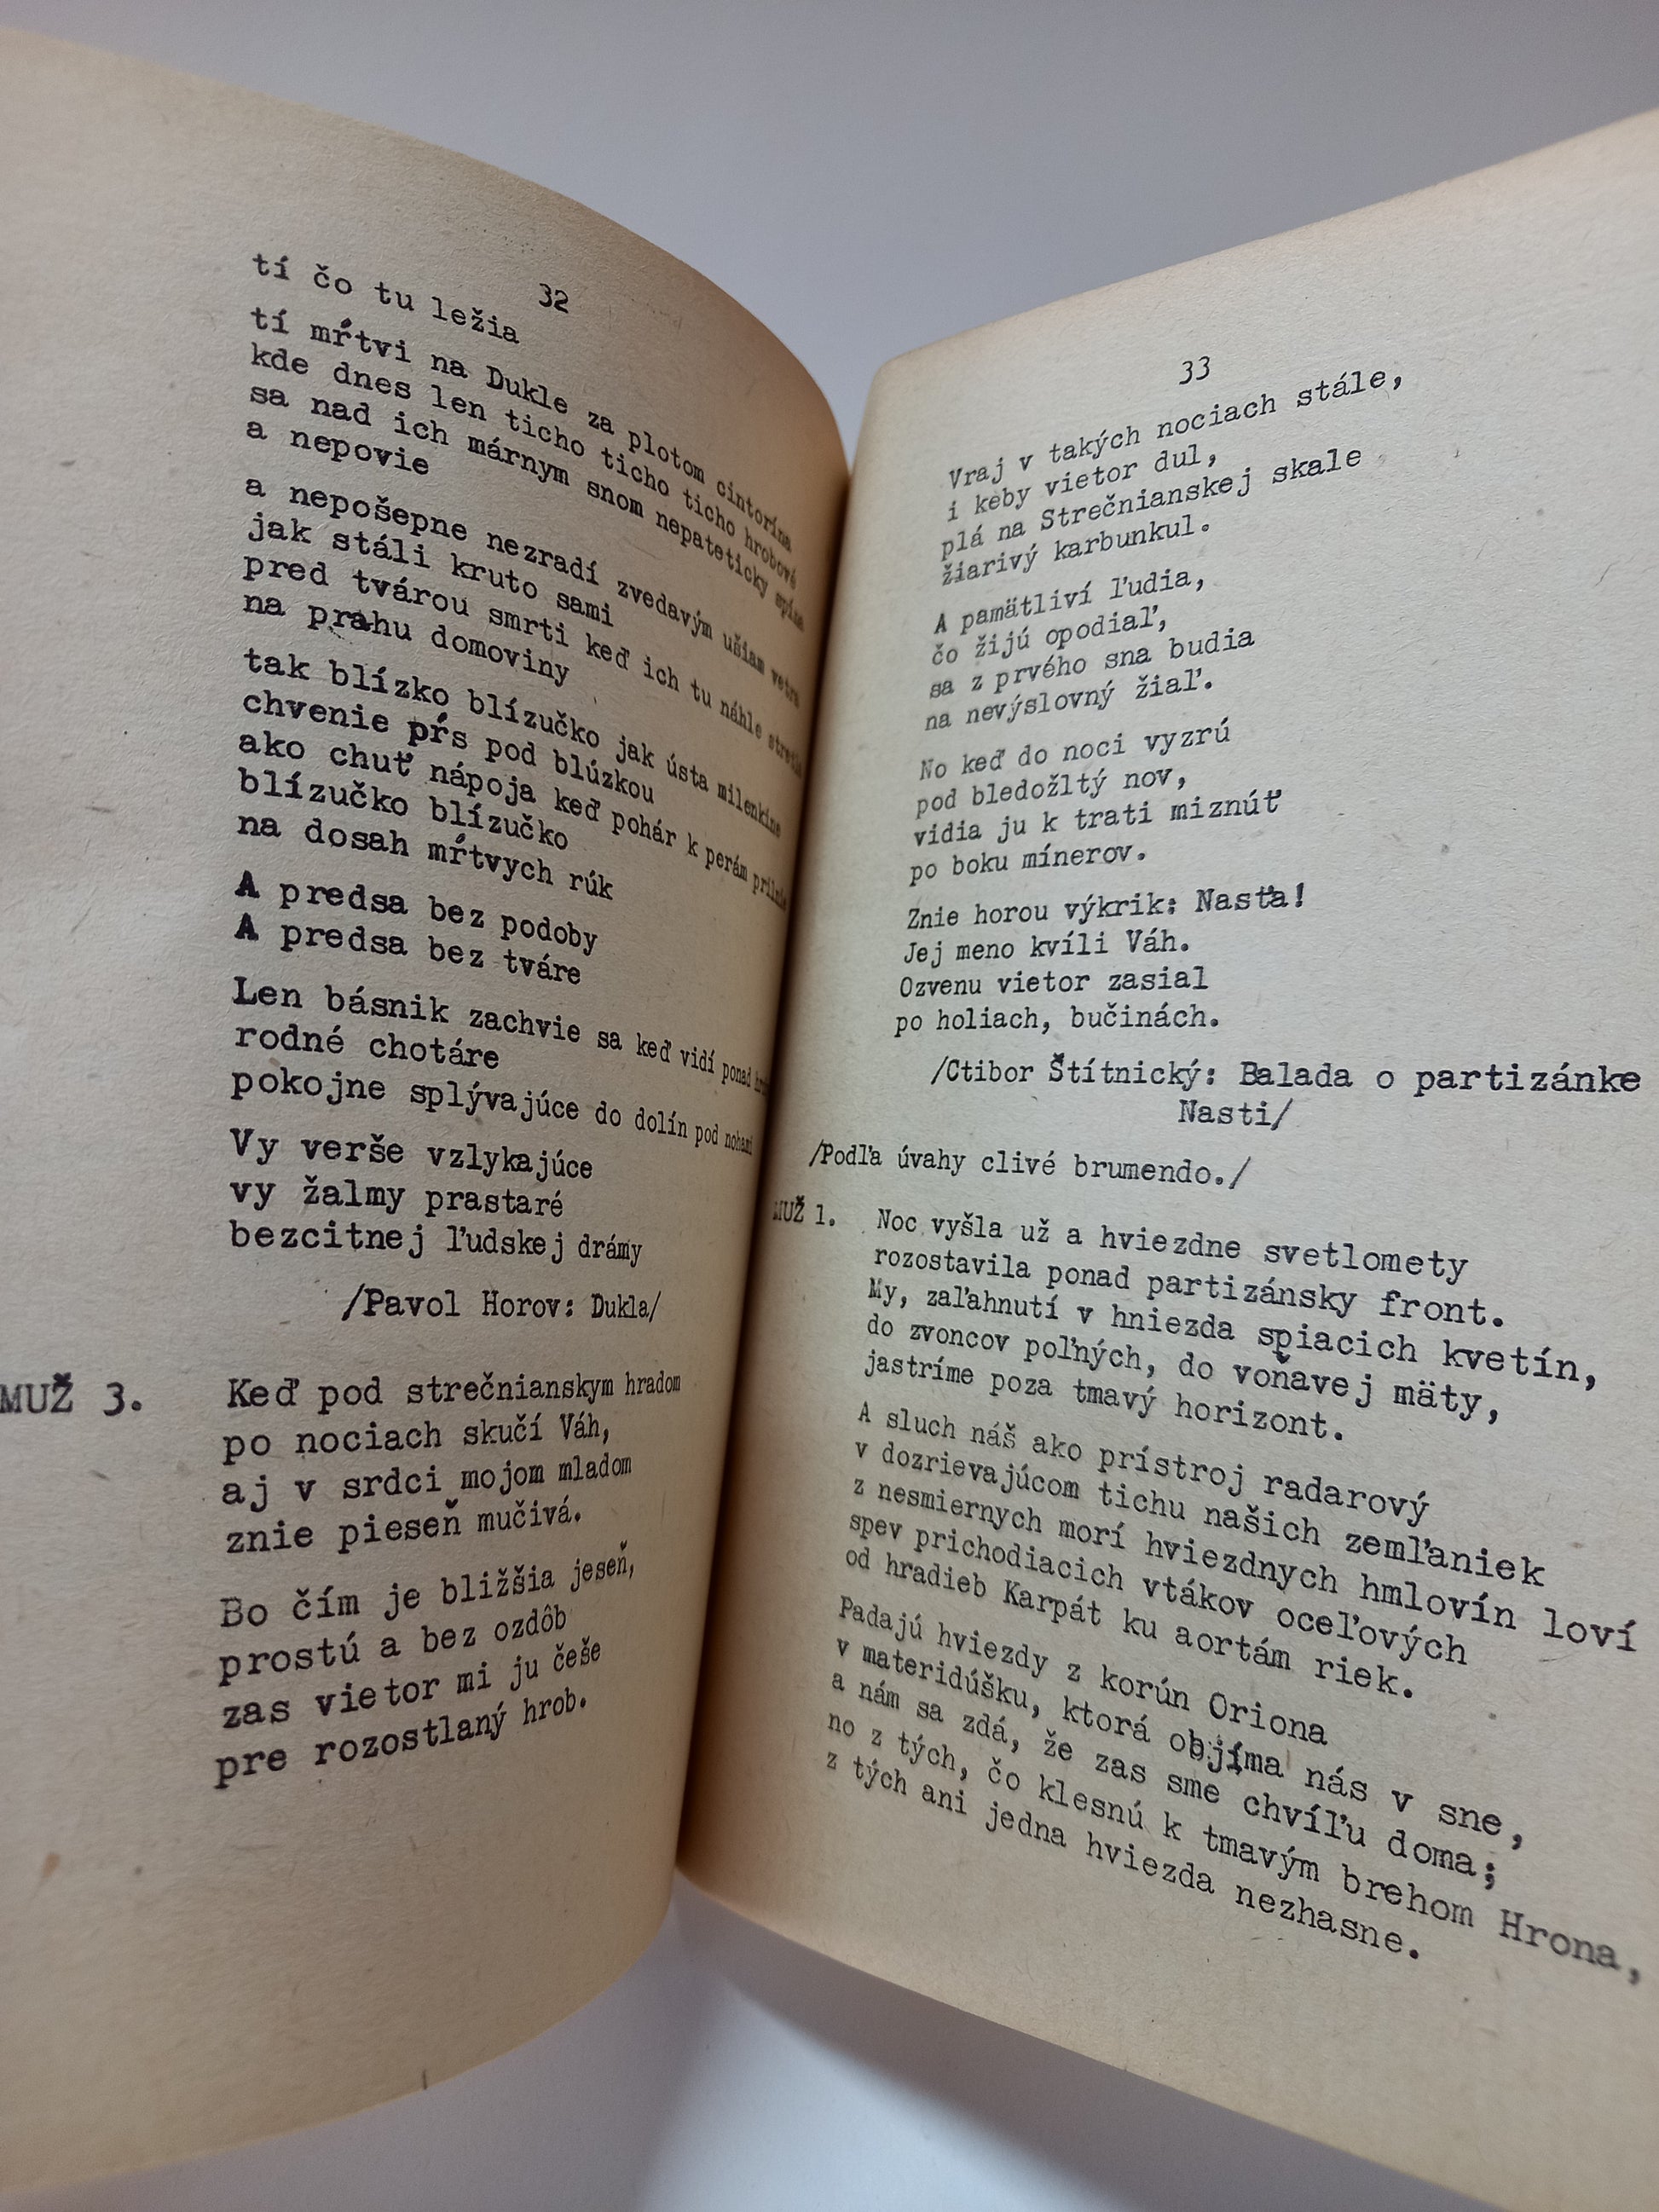 32
tí čo tu ležia
tí mŕtvi na Dukle za plotom cintorína
kde dnes len ticho ticho ticho hrobové
sa nad ich márnym snom nepateticky spína
a nepovie
a nepošepne nezradí zvedavým ušiam vetra
jak stáli kruto sami
pred tvárou smrti keď ich tu náhle stretla
na prahu domoviny
tak blízko blízučko jak ústa milenkine
chvenie pŕs pod blúzkou
ako chuť nápoja keď pohár k perám prilne
blízučko blízučko
na dosah mŕtvych rúk
A predsa bez podoby
A predsa bez tváre
Len básnik zachvie sa keď vidí ponad
rodné chotáre
pokojne splývajúce do dolín pod nohami
Vy verše vzlykajúce
vy žalmy prastaré
bezcitnej ľudskej drámy
/Pavol Horov: Dukla/
MUŽ 3. Keď pod strečnianskym hradom
po nociach skučí Váh,
aj v srdci mojom mladom
znie pieseň mučivá.
Bo čím je bližšia jeseň,
prostú a bez ozdôb
zas vietor mi ju češe
pre rozostlaný hrob.
33
Vraj v takých nociach stále,
i keby vietor dul,
plá na Strečnianskej skale
žiarivý karbunkul.
A pamätliví ľudia,
čo žijú opodiaľ,
sa z prvého sna budia
na nevýslovný žiaľ.
No keď do noci vyzrú
pod bledožltý nov,
vidia ju k trati miznúť
po boku mínerov.
Znie horou výkrik: Nasťa!
Jej meno kvíli Váh.
Ozvenu vietor zasial
po holiach, bučinách.
/Ctibor Štítnický: Balada o partizánke
Nasti/
/Podľa úvahy clivé brumendo./
MUŽ 1. Noc vyšla už a hviezdne svetlomety
rozostavila ponad partizánsky front.
My, zaľahnutí v hniezda spiacich kvetín,
do zvoncov poľných, do voňavej mäty,
jastríme poza tmavý horizont.
A sluch náš ako prístroj radarový
v dozrievajúcom tichu našich zemľaniek
z nesmiernych morí hviezdnych hmlovín loví
spev prichodiacich vtákov oceľových
od hradieb Karpát ku aortám riek.
Padajú hviezdy z korún Oriona
v materidúšku, ktorá objíma nás v sne,
a nám sa zdá, že zas sme chvíľu doma;
no z tých, čo klesnú k tmavým brehom Hrona,
z tých ani jedna hviezda nezhasne.